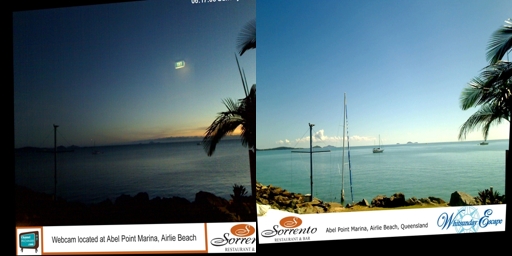 Webcam located at Abel Point Marina, Airlie Beach
Sorren
RESTAURANT &
Sorrento
RESTAURANT & BAR
Abel Point Marina, Airlie Beach, Queensland
Whitsunday Escape